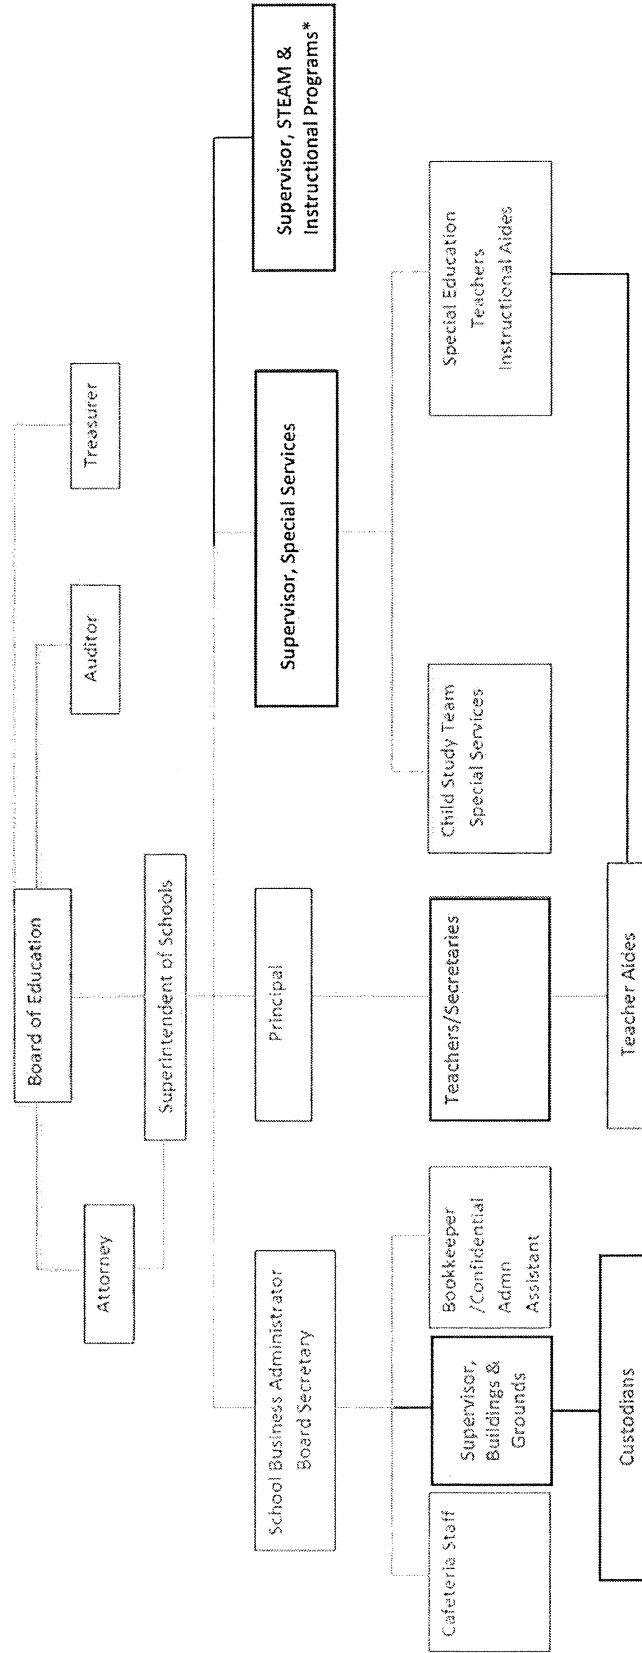 Board of Education
Attorney
Auditor
Treasurer
Superintendent of Schools
School Business Administrator
Board Secretary
Principal
Supervisor, Special Services
Supervisor, STEAM &
Instructional Programs*
Cafeteria Staff
Supervisor,
Buildings &
Grounds
Bookkeeper
/Confidential
Admn
Assistant
Teachers/Secretaries
Child Study Team
Special Services
Special Education
Teachers
Instructional Aides
Custodians
Teacher Aides